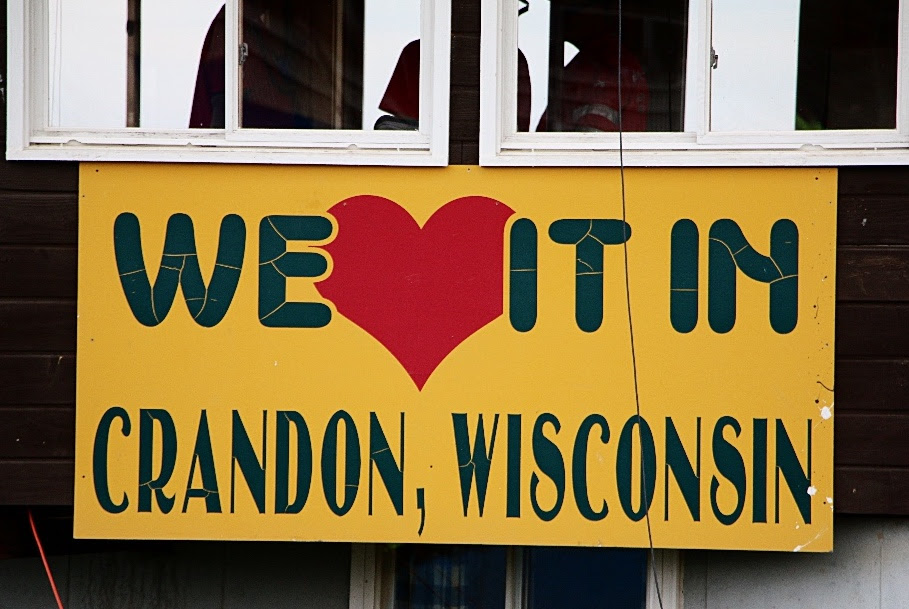 WE ❤ IT IN
CRANDON, WISCONSIN